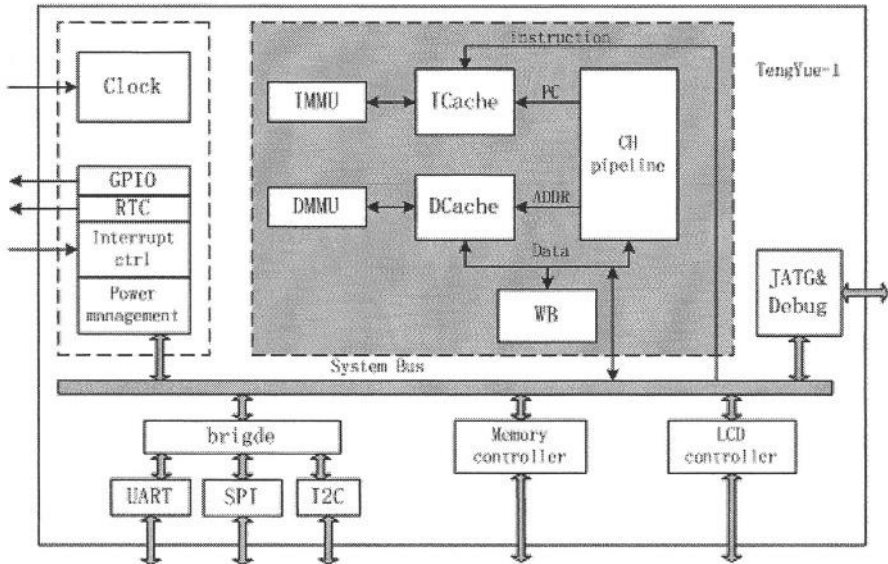 Instruction
TengYue-1
Clock
IMMU
ICache
PC
CH
pipeline
GPIO
RTC
Interrupt
ctrl
Power
management
DMMU
DCache
ADDR
Data
WB
JATG&
Debug
System Bus
brigde
Memory
controller
LCD
controller
UART
SPI
I2C